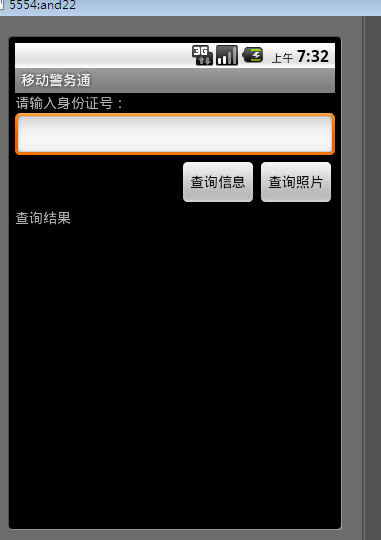 5554:and22
3G 上午 7:32
移动警务通
请输入身份证号：
查询信息 查询照片
查询结果